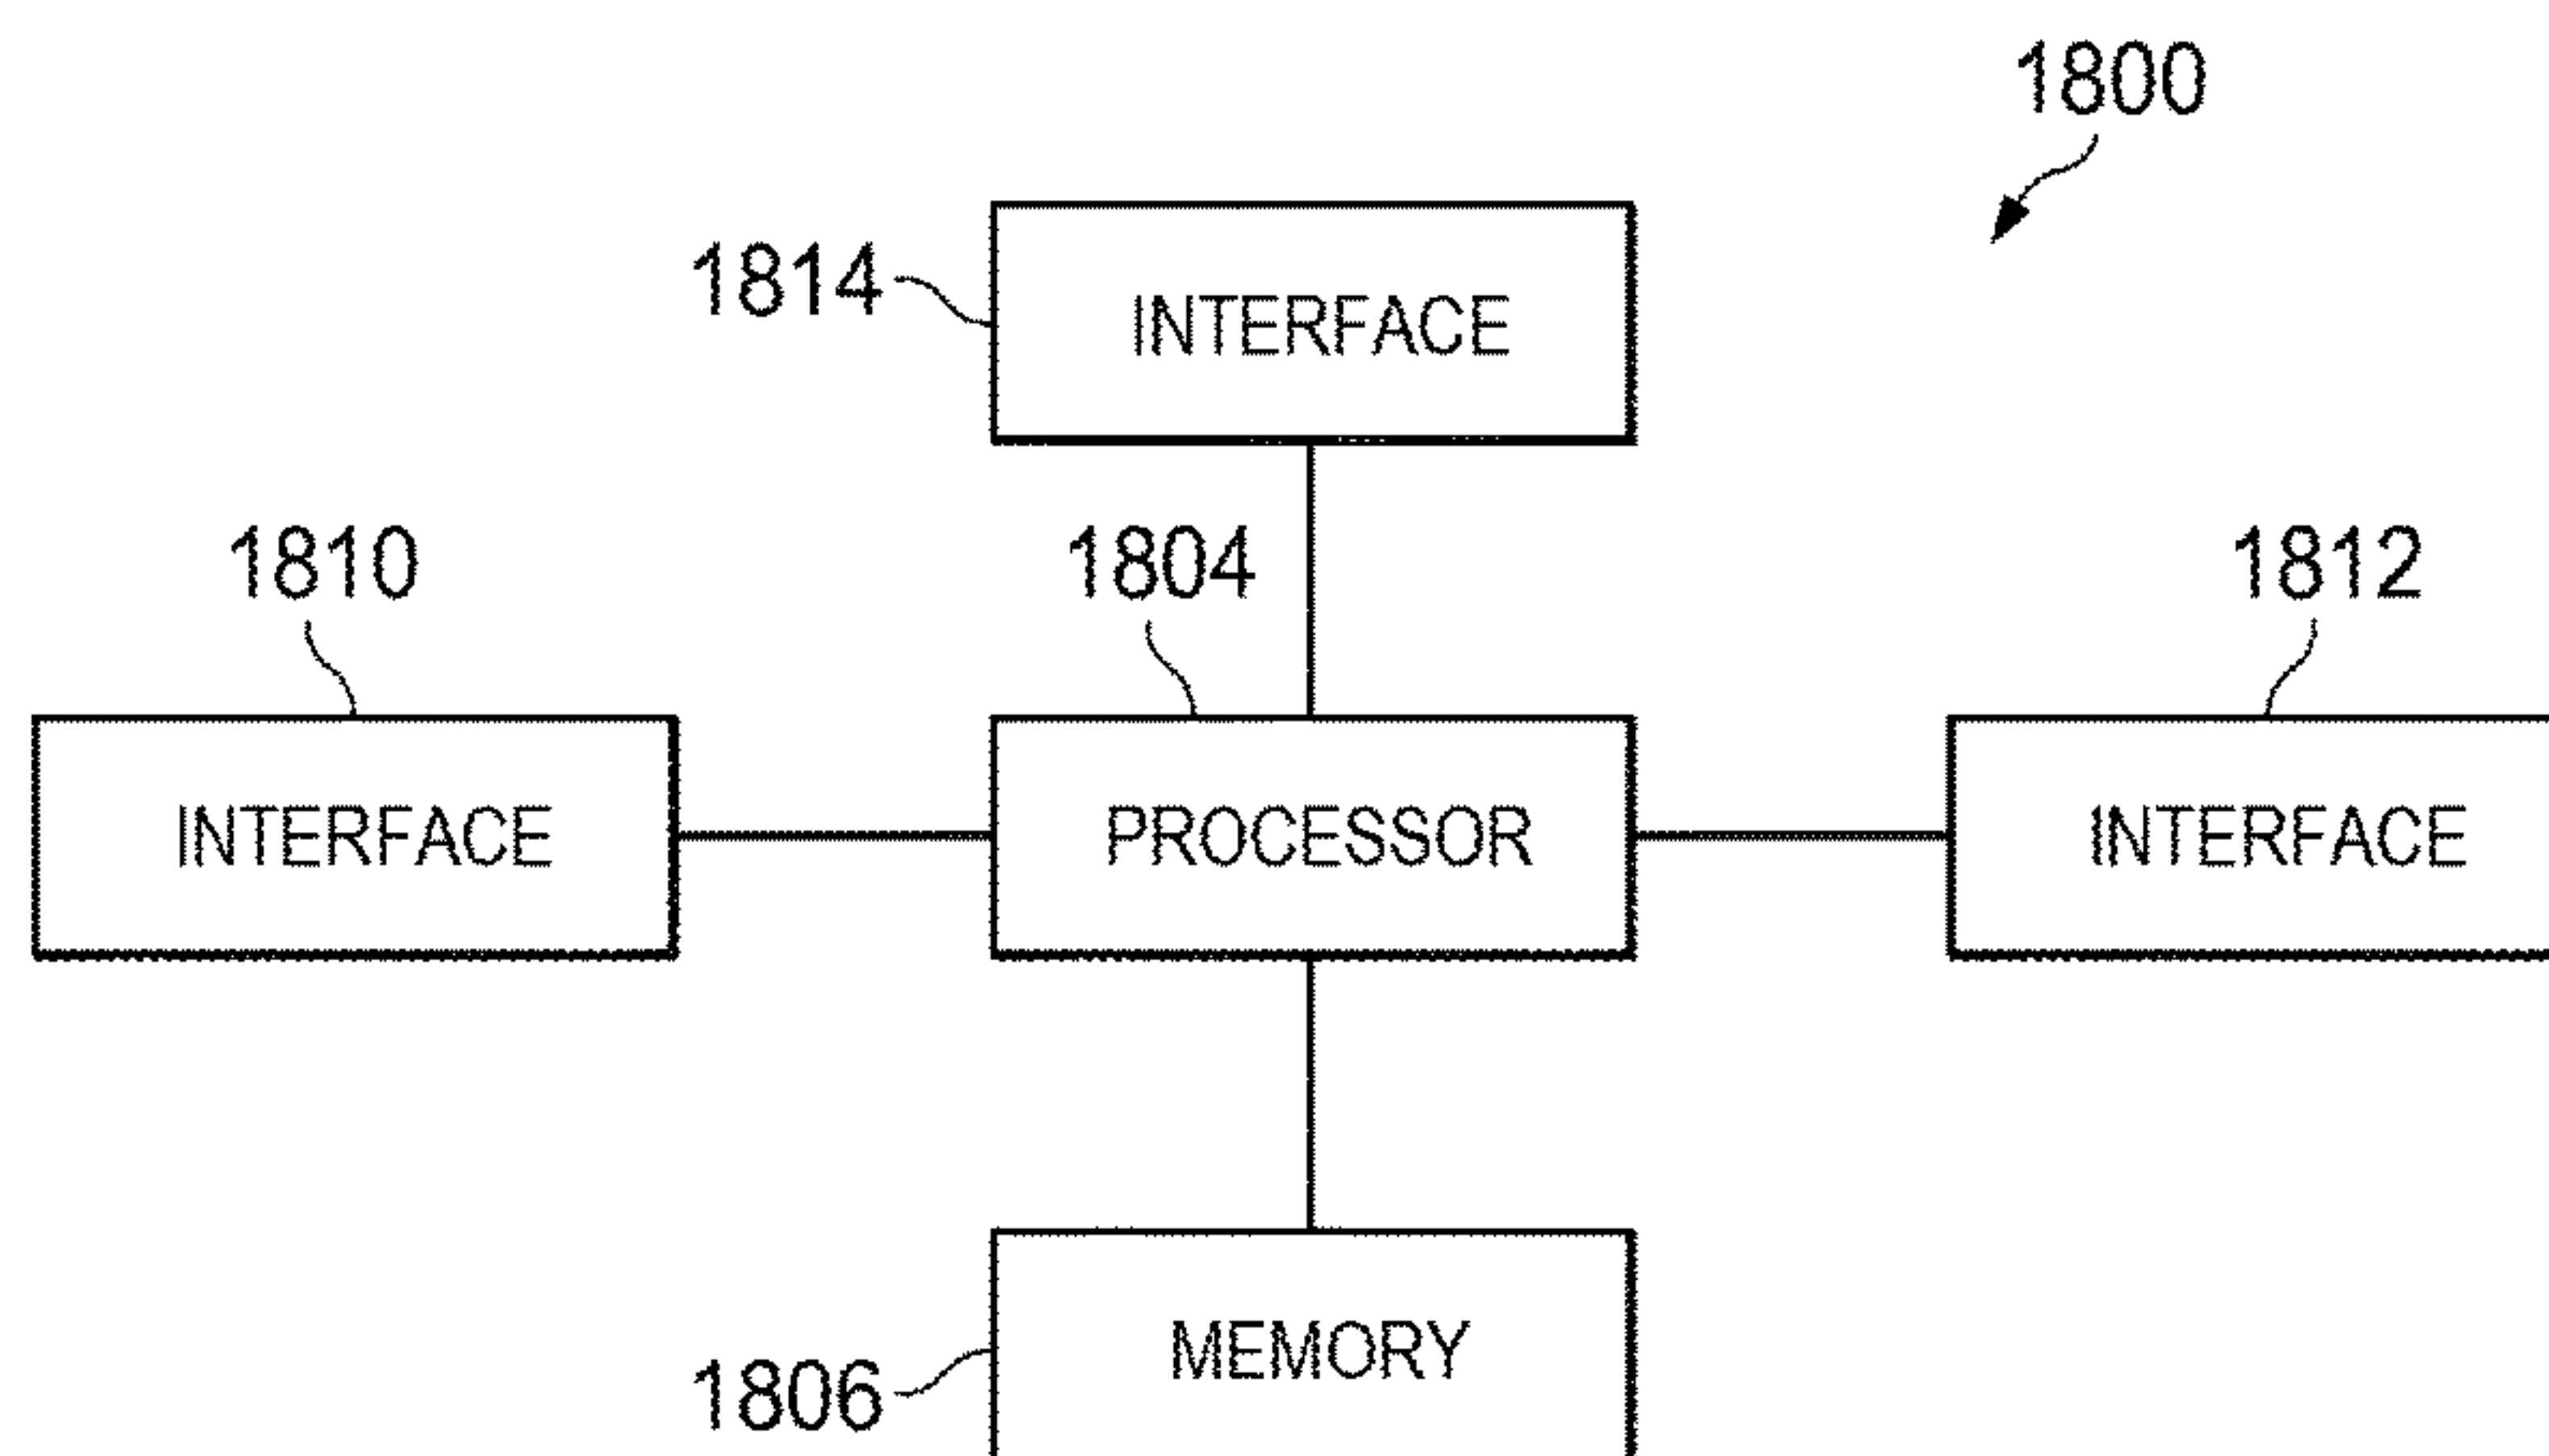 1800
1814
INTERFACE
1810
1804
1812
INTERFACE
PROCESSOR
INTERFACE
MEMORY
1806